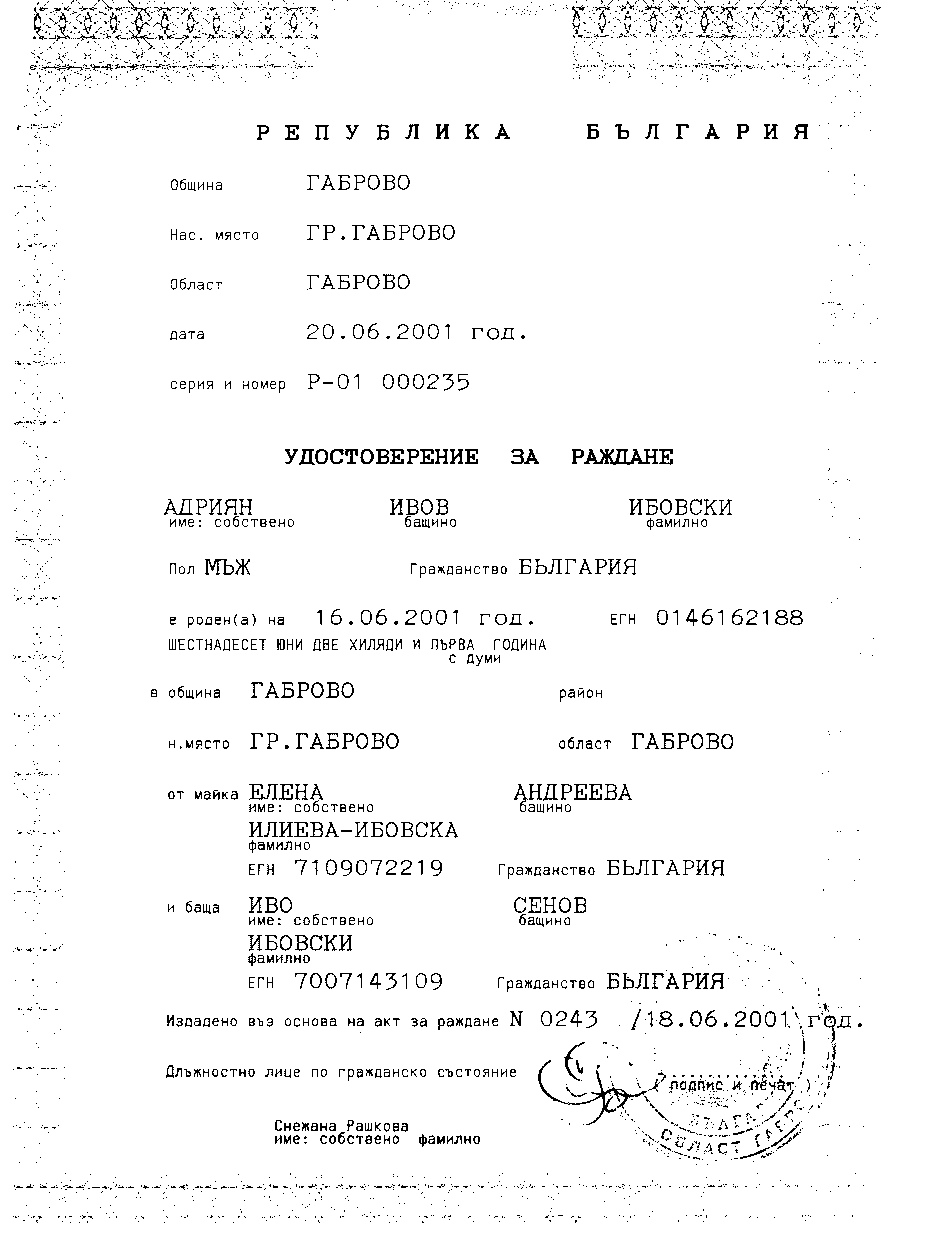 РЕПУБЛИКА БЪЛГАРИЯ
Община ГАБРОВО
Нас. място ГР.ГАБРОВО
Област ГАБРОВО
дата 20.06.2001 год.
серия и номер Р-01 000235
УДОСТОВЕРЕНИЕ ЗА РАЖДАНЕ
АДРИЯН ИВОВ ИБОВСКИ
име: собствено бащино фамилно
Пол МЪЖ Гражданство БЪЛГАРИЯ
е роден(а) на 16.06.2001 год. ЕГН 0146162188
ШЕСТНАДЕСЕТ ЮНИ ДВЕ ХИЛЯДИ И ПЪРВА ГОДИНА
с думи
в община ГАБРОВО район
н.място ГР.ГАБРОВО област ГАБРОВО
от майка ЕЛЕНА АНДРЕЕВА
име: собствено бащино
ИЛИЕВА-ИБОВСКА
фамилно
ЕГН 7109072219 Гражданство БЪЛГАРИЯ
и баща ИВО СЕНОВ
име: собствено бащино
ИБОВСКИ
фамилно
ЕГН 7007143109 Гражданство БЪЛГАРИЯ
Издадено въз основа на акт за раждане N 0243 /18.06.2001 год.
Длъжностно лице по гражданско състояние
( подпис и печат )
Снежана Рашкова
име: собствено фамилно
ОБЛАСТ